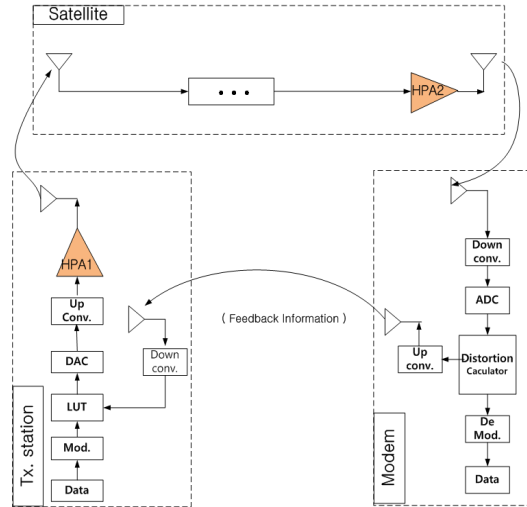 Satellite
...
HPA2
HPA1
Up
Conv.
DAC
LUT
Mod.
Data
Tx. station
Down
conv.
( Feedback Information )
Down
conv.
ADC
Distortion
Caculator
Up
conv.
De
Mod.
Data
Modem